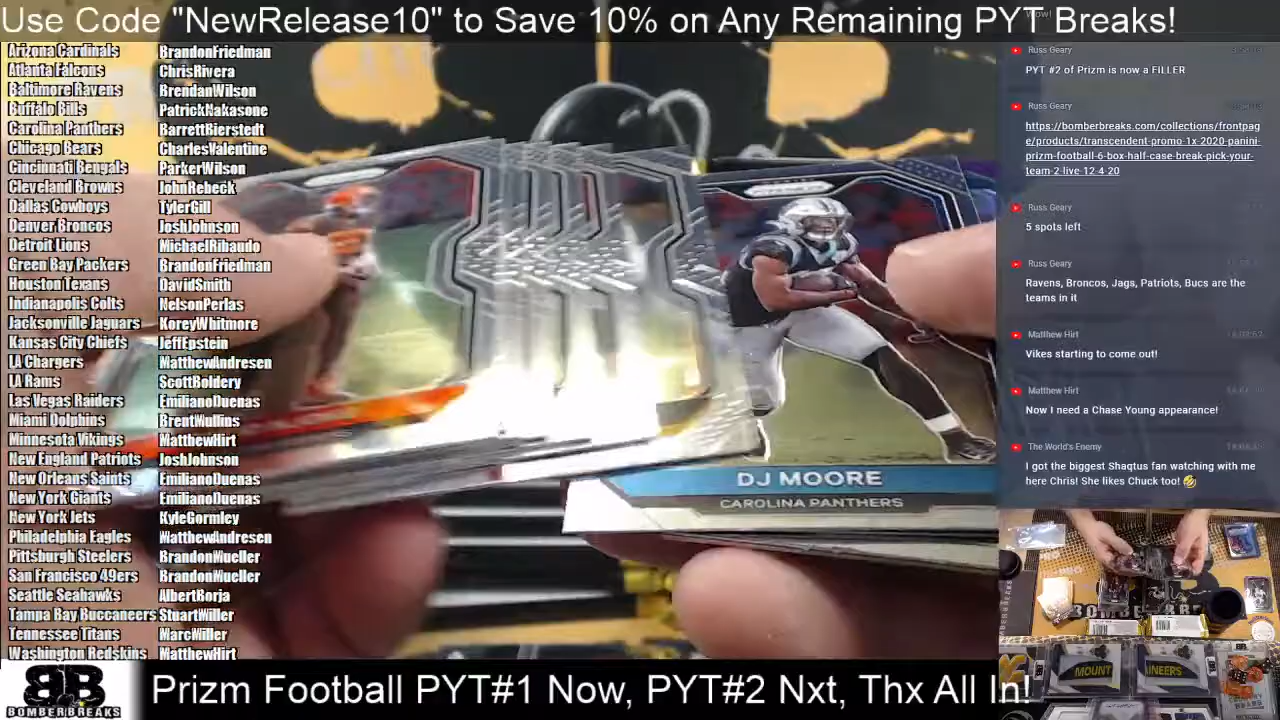 Use Code "NewRelease10" to Save 10% on Any Remaining PYT Breaks!
Arizona Cardinals BrandonFriedman
Atlanta Falcons ChrisRivera
Baltimore Ravens BrendanWilson
Buffalo Bills PatrickNakasone
Carolina Panthers BarrettBierstedt
Chicago Bears CharlesValentine
Cincinnati Bengals ParkerWilson
Cleveland Browns JohnRebeck
Dallas Cowboys TylerGill
Denver Broncos JoshJohnson
Detroit Lions MichaelRibaudo
Green Bay Packers BrandonFriedman
Houston Texans DavidSmith
Indianapolis Colts NelsonPerlas
Jacksonville Jaguars KoreyWhitmore
Kansas City Chiefs JeffEpstein
LA Chargers MatthewAndresen
LA Rams ScottBoldery
Las Vegas Raiders EmilianoDuenas
Miami Dolphins BrentWullins
Minnesota Vikings MatthewHirt
New England Patriots JoshJohnson
New Orleans Saints EmilianoDuenas
New York Giants EmilianoDuenas
New York Jets KyleGormley
Philadelphia Eagles MatthewAndresen
Pittsburgh Steelers BrandonMueller
San Francisco 49ers BrandonMueller
Seattle Seahawks AlbertBorja
Tampa Bay Buccaneers StuartWiller
Tennessee Titans MarcMiller
Washington Redskins MatthewHirt
DJ MOORE
CAROLINA PANTHERS
Wow!
Russ Geary
PYT #2 of Prizm is now a FILLER
Russ Geary
https://bomberbreaks.com/collections/frontpag
e/products/transcendent-promo-1x-2020-panini-
prizm-football-6-box-half-case-break-pick-your-
team-2-live-12-4-20
Russ Geary
5 spots left
Russ Geary
Ravens, Broncos, Jags, Patriots, Bucs are the
teams in it
Matthew Hirt
Vikes starting to come out!
Matthew Hirt
Now I need a Chase Young appearance!
The World's Enemy
I got the biggest Shaqtus fan watching with me
here Chris! She likes Chuck too! 🤣
BOMBERBREAKS
MOUNT
INEERS
BB
BOMBERBREAKS
Prizm Football PYT#1 Now, PYT#2 Nxt, Thx All In!